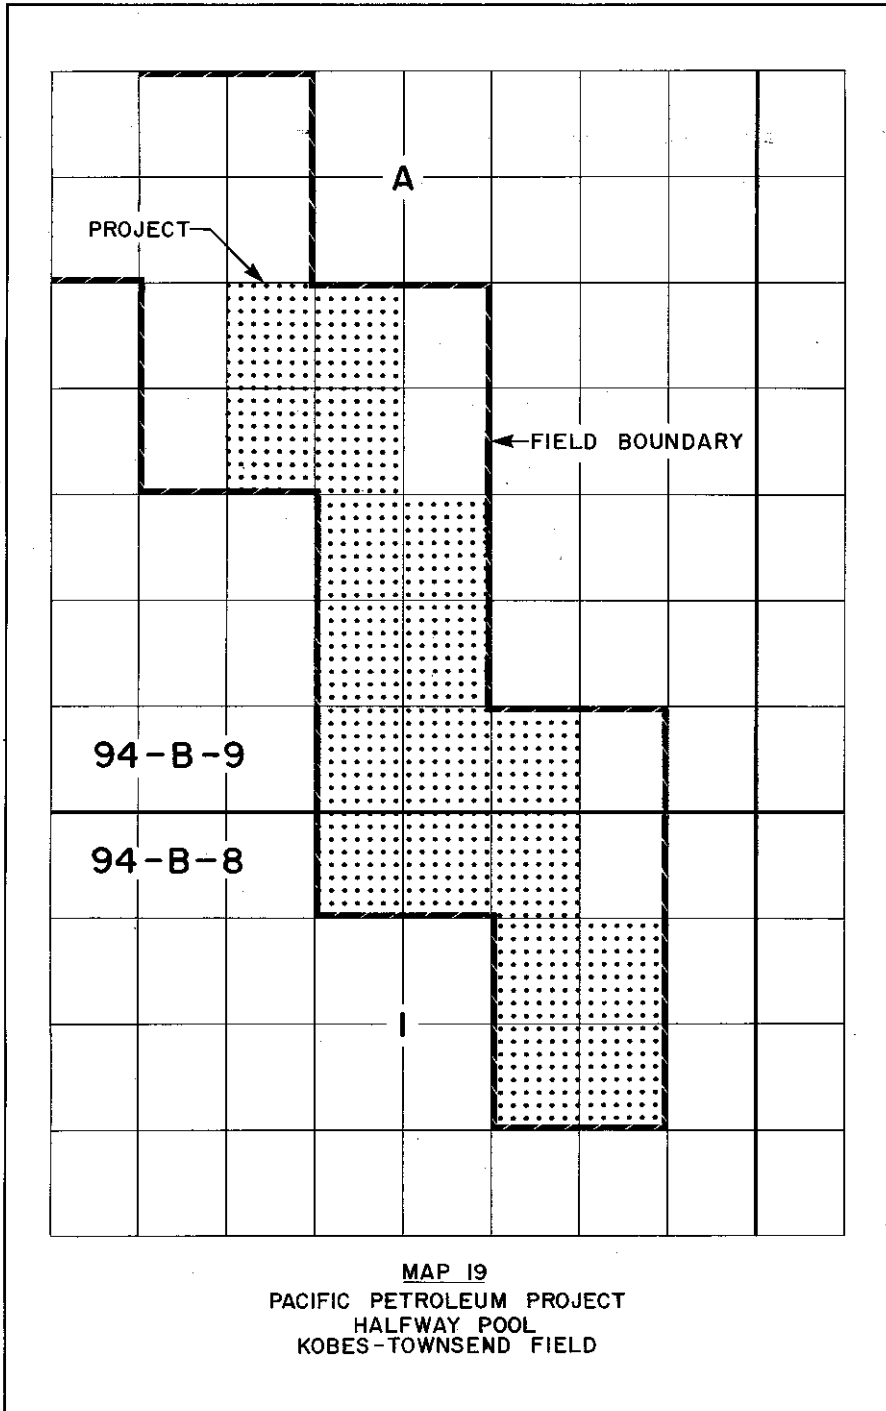 A
PROJECT
FIELD BOUNDARY
94-B-9
94-B-8
I
MAP 19
PACIFIC PETROLEUM PROJECT
HALFWAY POOL
KOBES-TOWNSEND FIELD